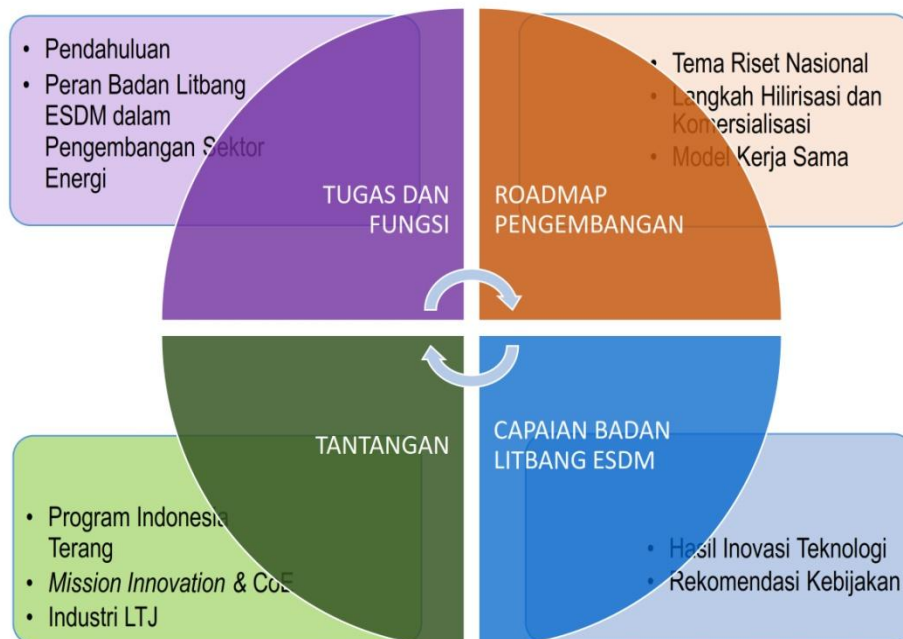 • Pendahuluan
• Peran Badan Litbang
ESDM dalam
Pengembangan Sektor
Energi
TUGAS DAN
FUNGSI
• Tema Riset Nasional
• Langkah Hilirisasi dan
Komersialisasi
• Model Kerja Sama
ROADMAP
PENGEMBANGAN
TANTANGAN
• Program Indonesia
Terang
• Mission Innovation & CoE
• Industri LTJ
CAPAIAN BADAN
LITBANG ESDM
• Hasil Inovasi Teknologi
• Rekomendasi Kebijakan